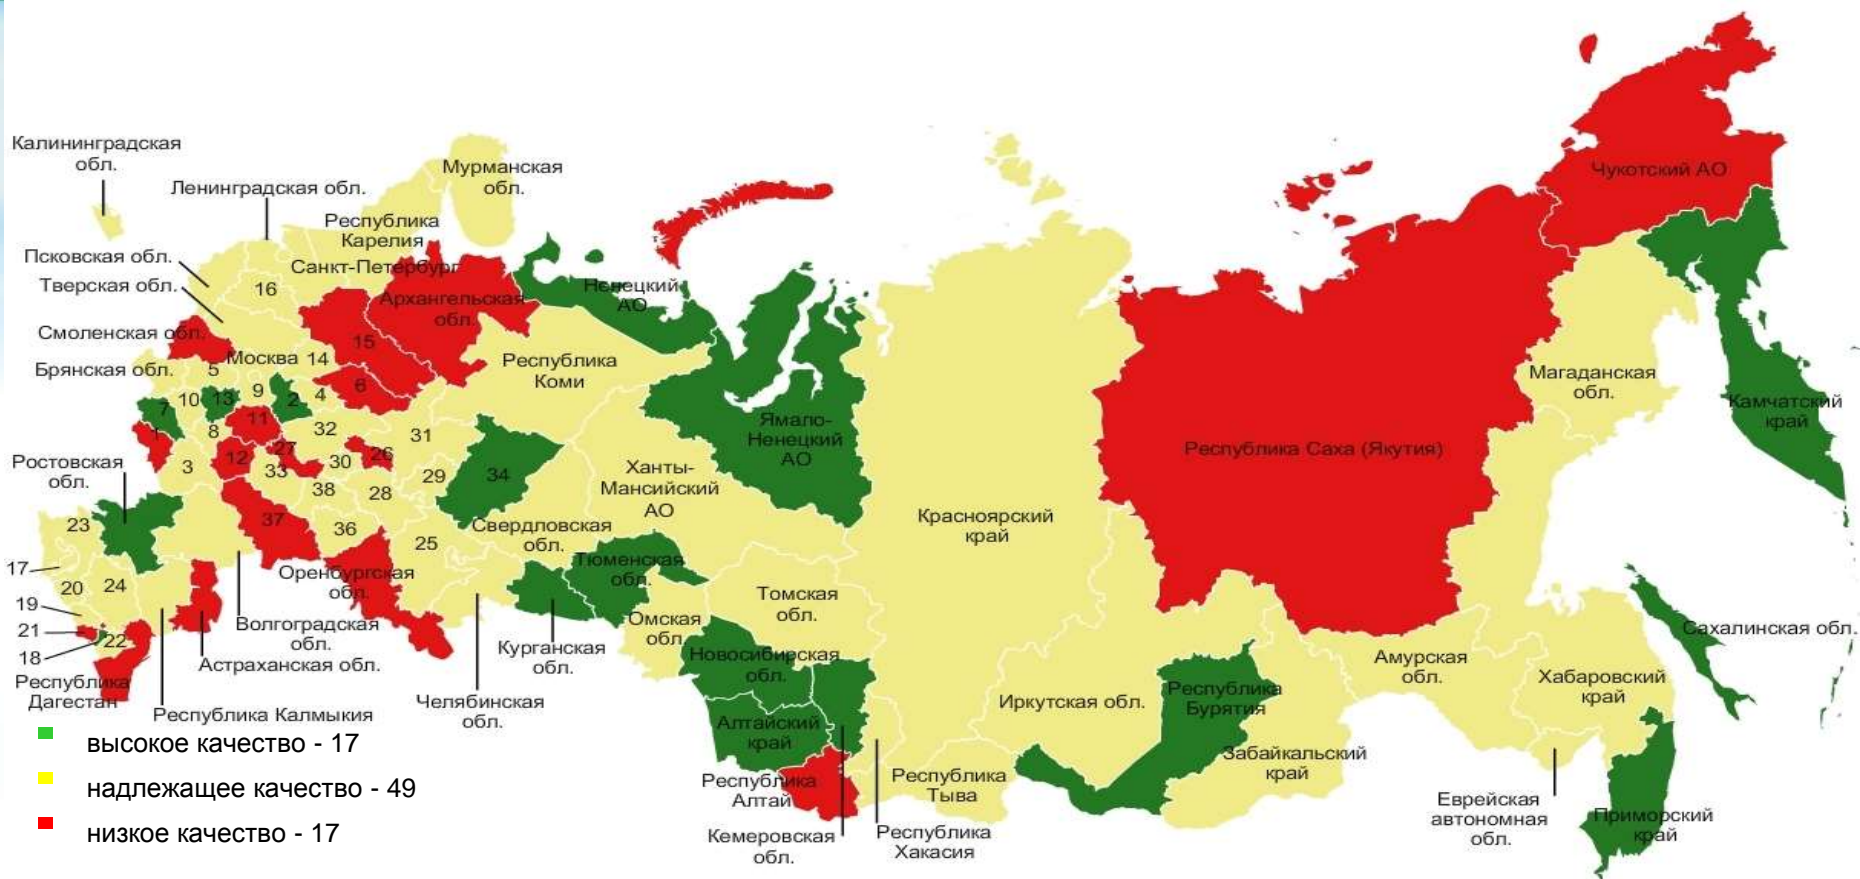 Калининградская
обл.
Ленинградская обл.
Мурманская
обл.
Республика
Карелия
Псковская обл.
Санкт-Петербург
Тверская обл.
16
Архангельская
обл.
Ненецкий
АО
Смоленская обл.
15
Москва
14
Брянская обл.
5
Республика
Коми
6
9
10
13
2
4
7
11
1
8
32
31
27
26
12
33
30
3
29
34
38
28
Ростовская
обл.
Ямало-
Ненецкий
АО
Ханты-
Мансийский
АО
37
23
36
25
Свердловская
обл.
Тюменская
обл.
Красноярский
край
Республика Саха (Якутия)
Чукотский АО
Магаданская
обл.
Камчатский
край
17
20
24
19
21
22
18
Оренбургская
обл.
Волгоградская
обл.
Астраханская обл.
Республика
Дагестан
Республика Калмыкия
Курганская
обл.
Челябинская
обл.
Омская
обл.
Томская
обл.
Новосибирская
обл.
Алтайский
край
Республика
Алтай
Кемеровская
обл.
Республика
Хакасия
Республика
Тыва
Иркутская обл.
Республика
Бурятия
Забайкальский
край
Амурская
обл.
Хабаровский
край
Сахалинская обл.
Еврейская
автономная
обл.
Приморский
край
высокое качество - 17
надлежащее качество - 49
низкое качество - 17